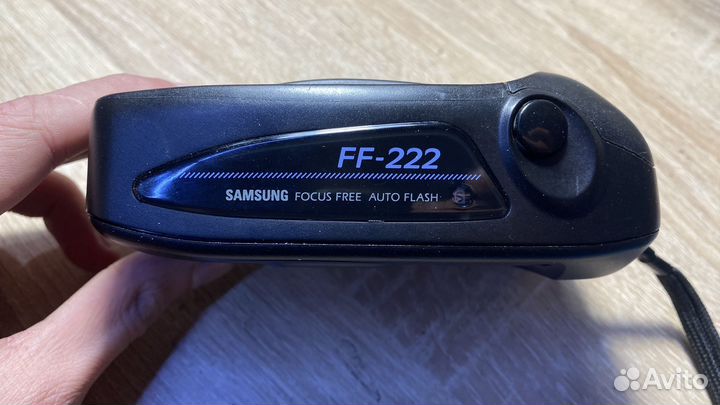 FF-222
SAMSUNG FOCUS FREE AUTO FLASH
Avito